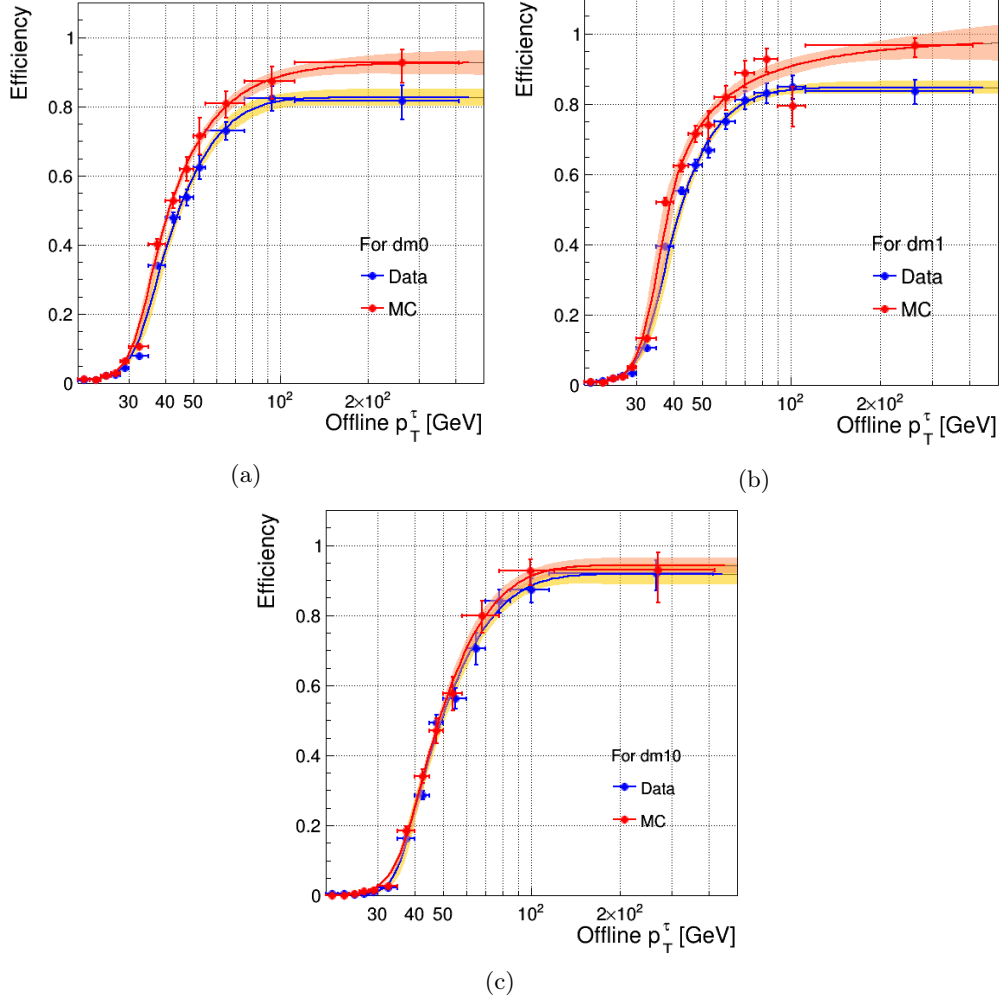 Efficiency
1
0.8
0.6
0.4
0.2
0
For dm0
Data
MC
30 40 50 10² 2×10²
Offline p_T^τ [GeV]
(a)
Efficiency
1
0.8
0.6
0.4
0.2
0
For dm1
Data
MC
30 40 50 10² 2×10²
Offline p_T^τ [GeV]
(b)
Efficiency
1
0.8
0.6
0.4
0.2
0
For dm10
Data
MC
30 40 50 10² 2×10²
Offline p_T^τ [GeV]
(c)